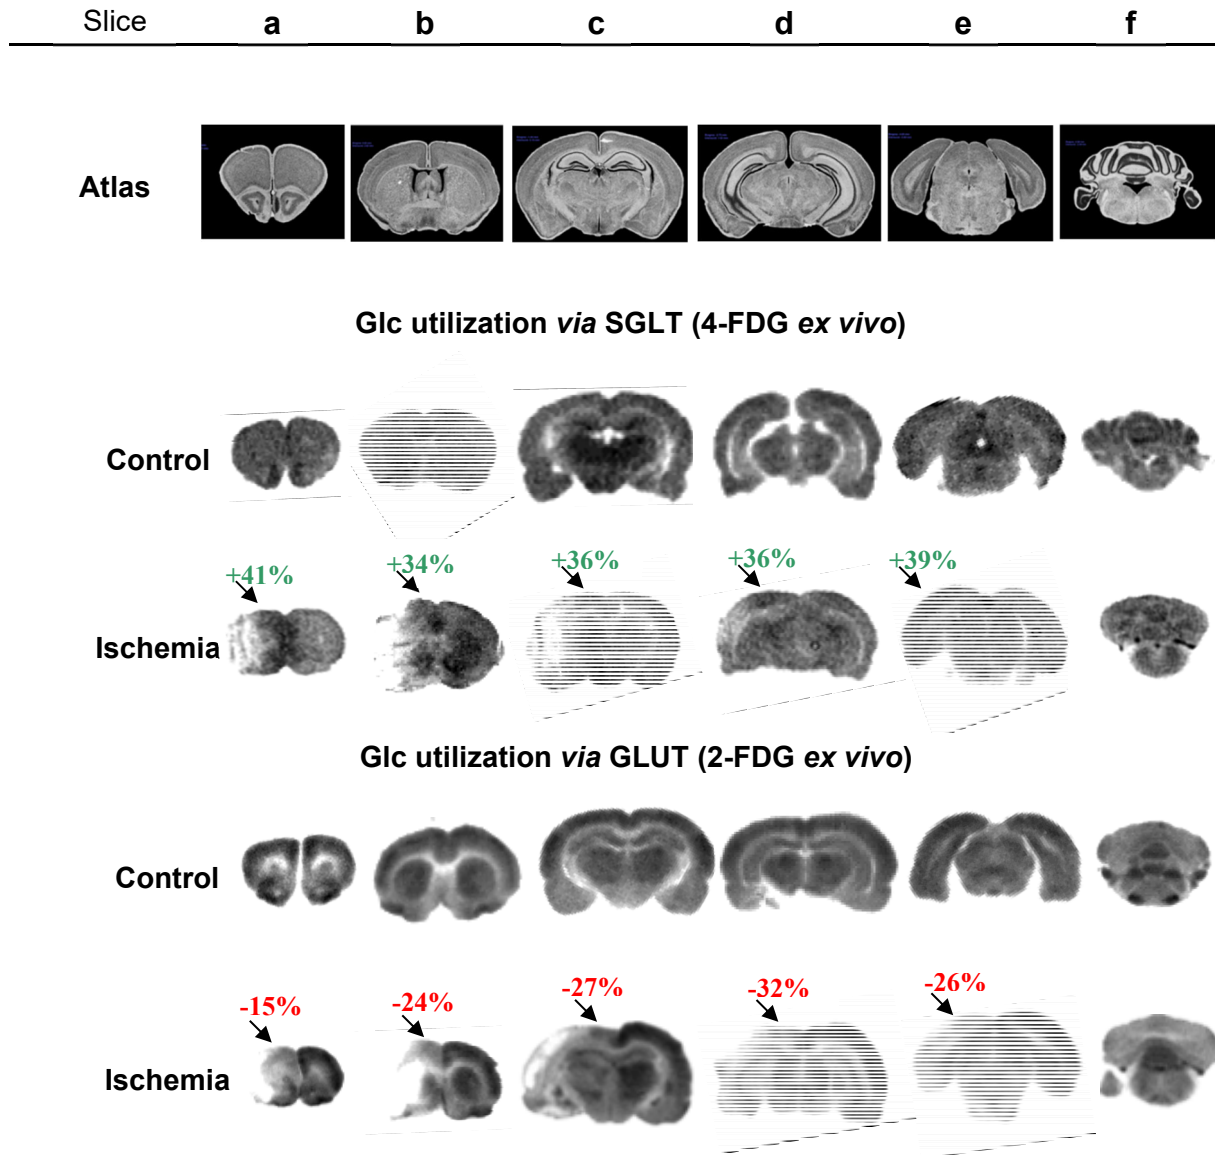 Slice a b c d e f
Atlas
Glc utilization via SGLT (4-FDG ex vivo)
Control
+41% +34% +36% +36% +39%
Ischemia
Glc utilization via GLUT (2-FDG ex vivo)
Control
-15% -24% -27% -32% -26%
Ischemia